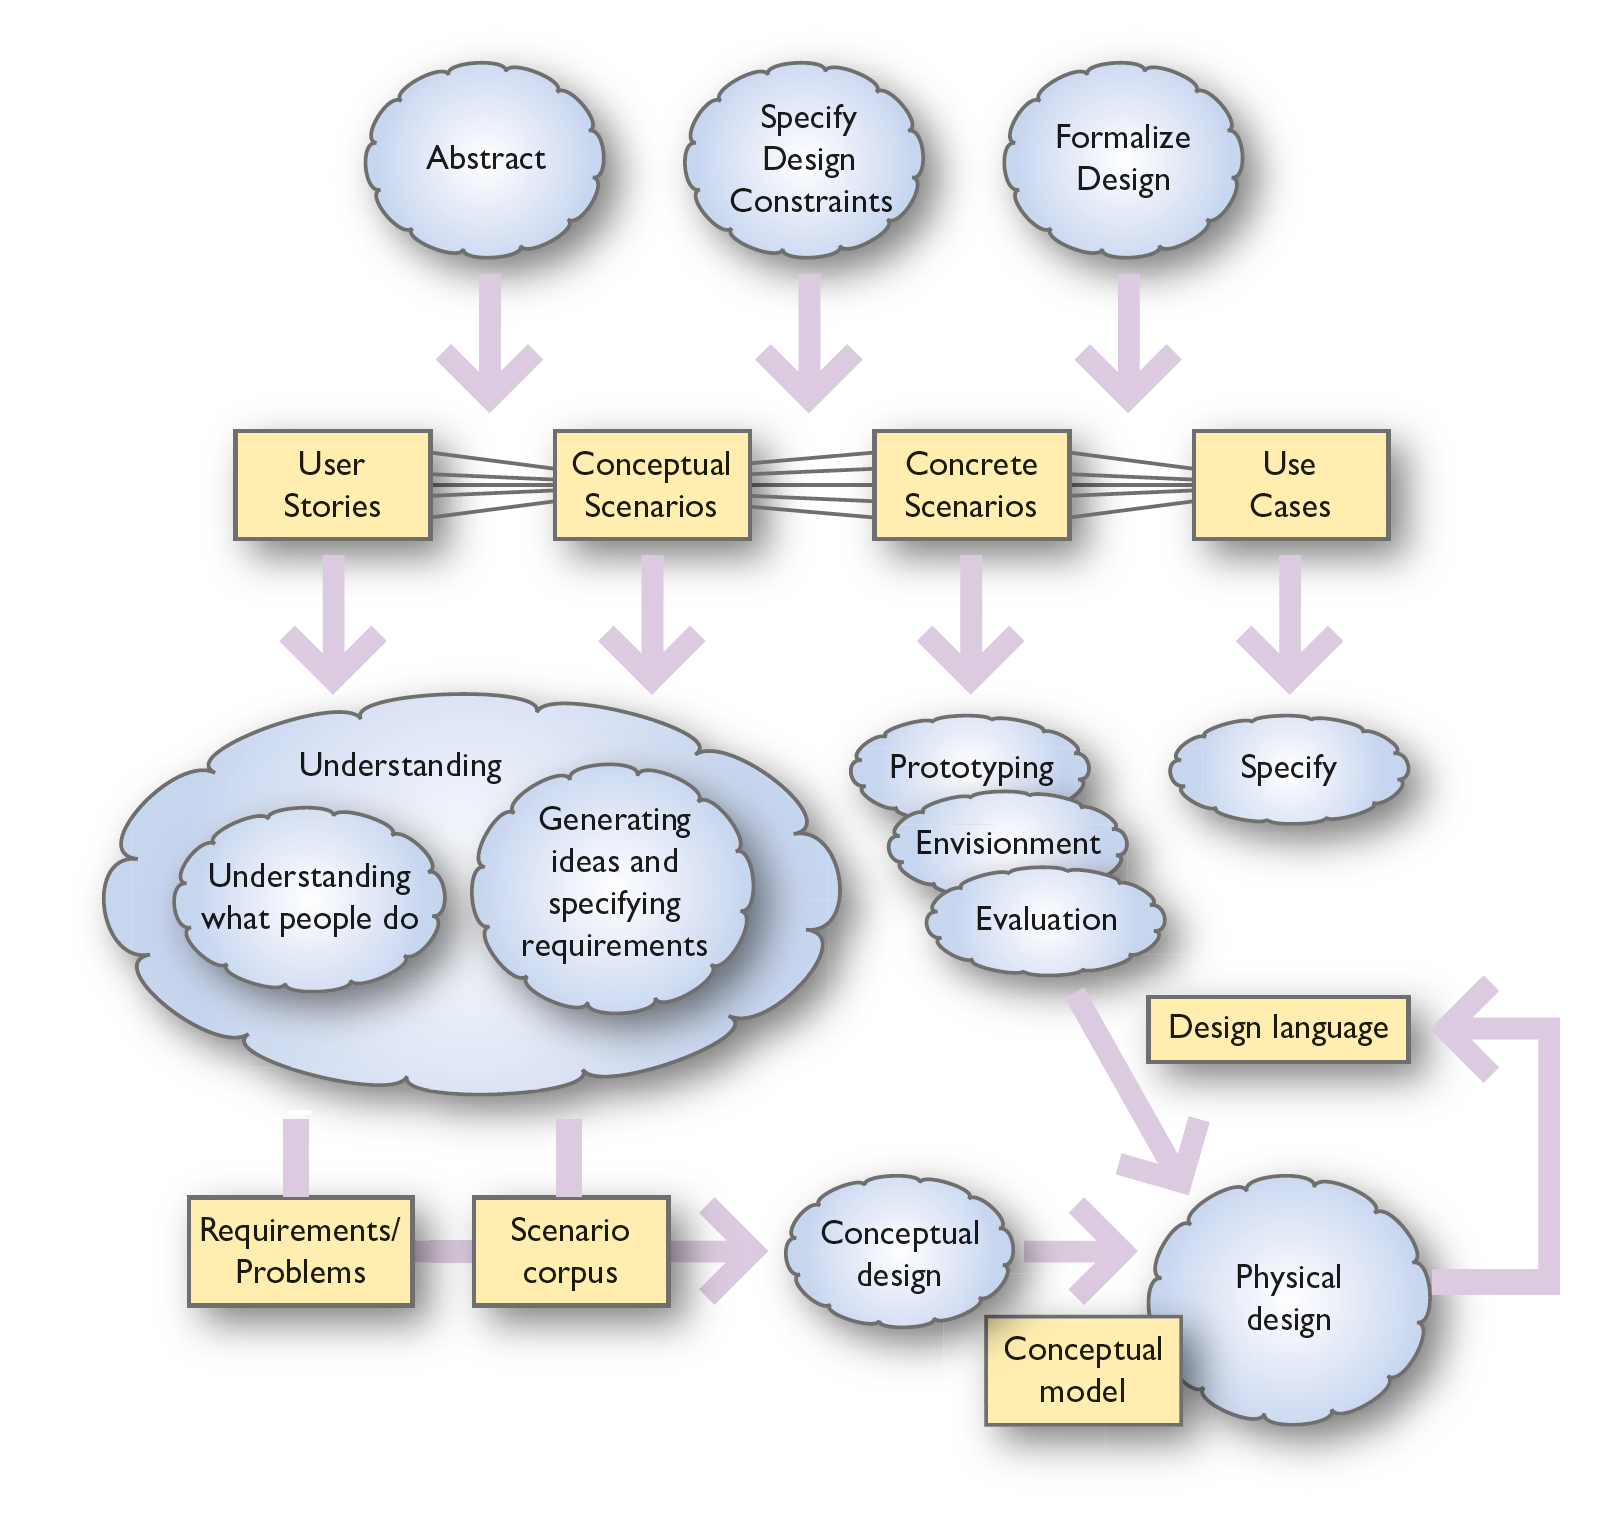 Abstract
Specify
Design
Constraints
Formalize
Design
User
Stories
Conceptual
Scenarios
Concrete
Scenarios
Use
Cases
Understanding
Understanding
what people do
Generating
ideas and
specifying
requirements
Prototyping
Envisionment
Evaluation
Specify
Design language
Requirements/
Problems
Scenario
corpus
Conceptual
design
Conceptual
model
Physical
design